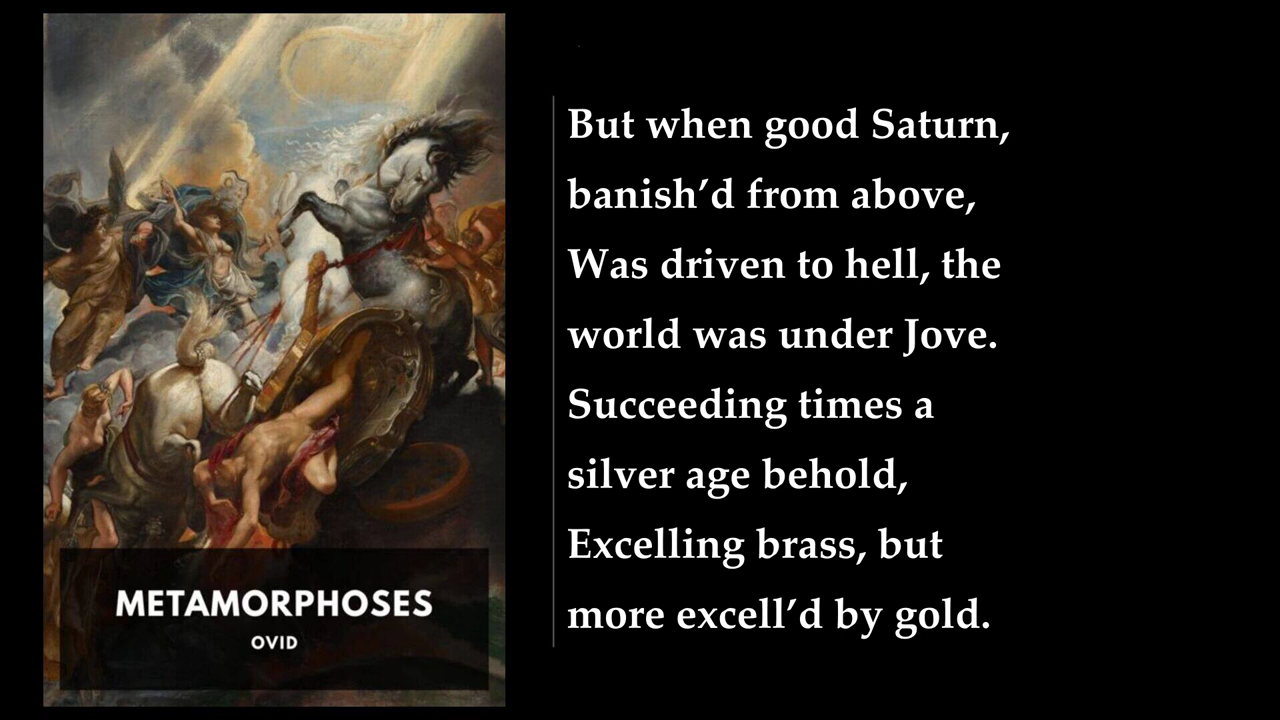 METAMORPHOSES
OVID
But when good Saturn,
banish’d from above,
Was driven to hell, the
world was under Jove.
Succeeding times a
silver age behold,
Excelling brass, but
more excell’d by gold.